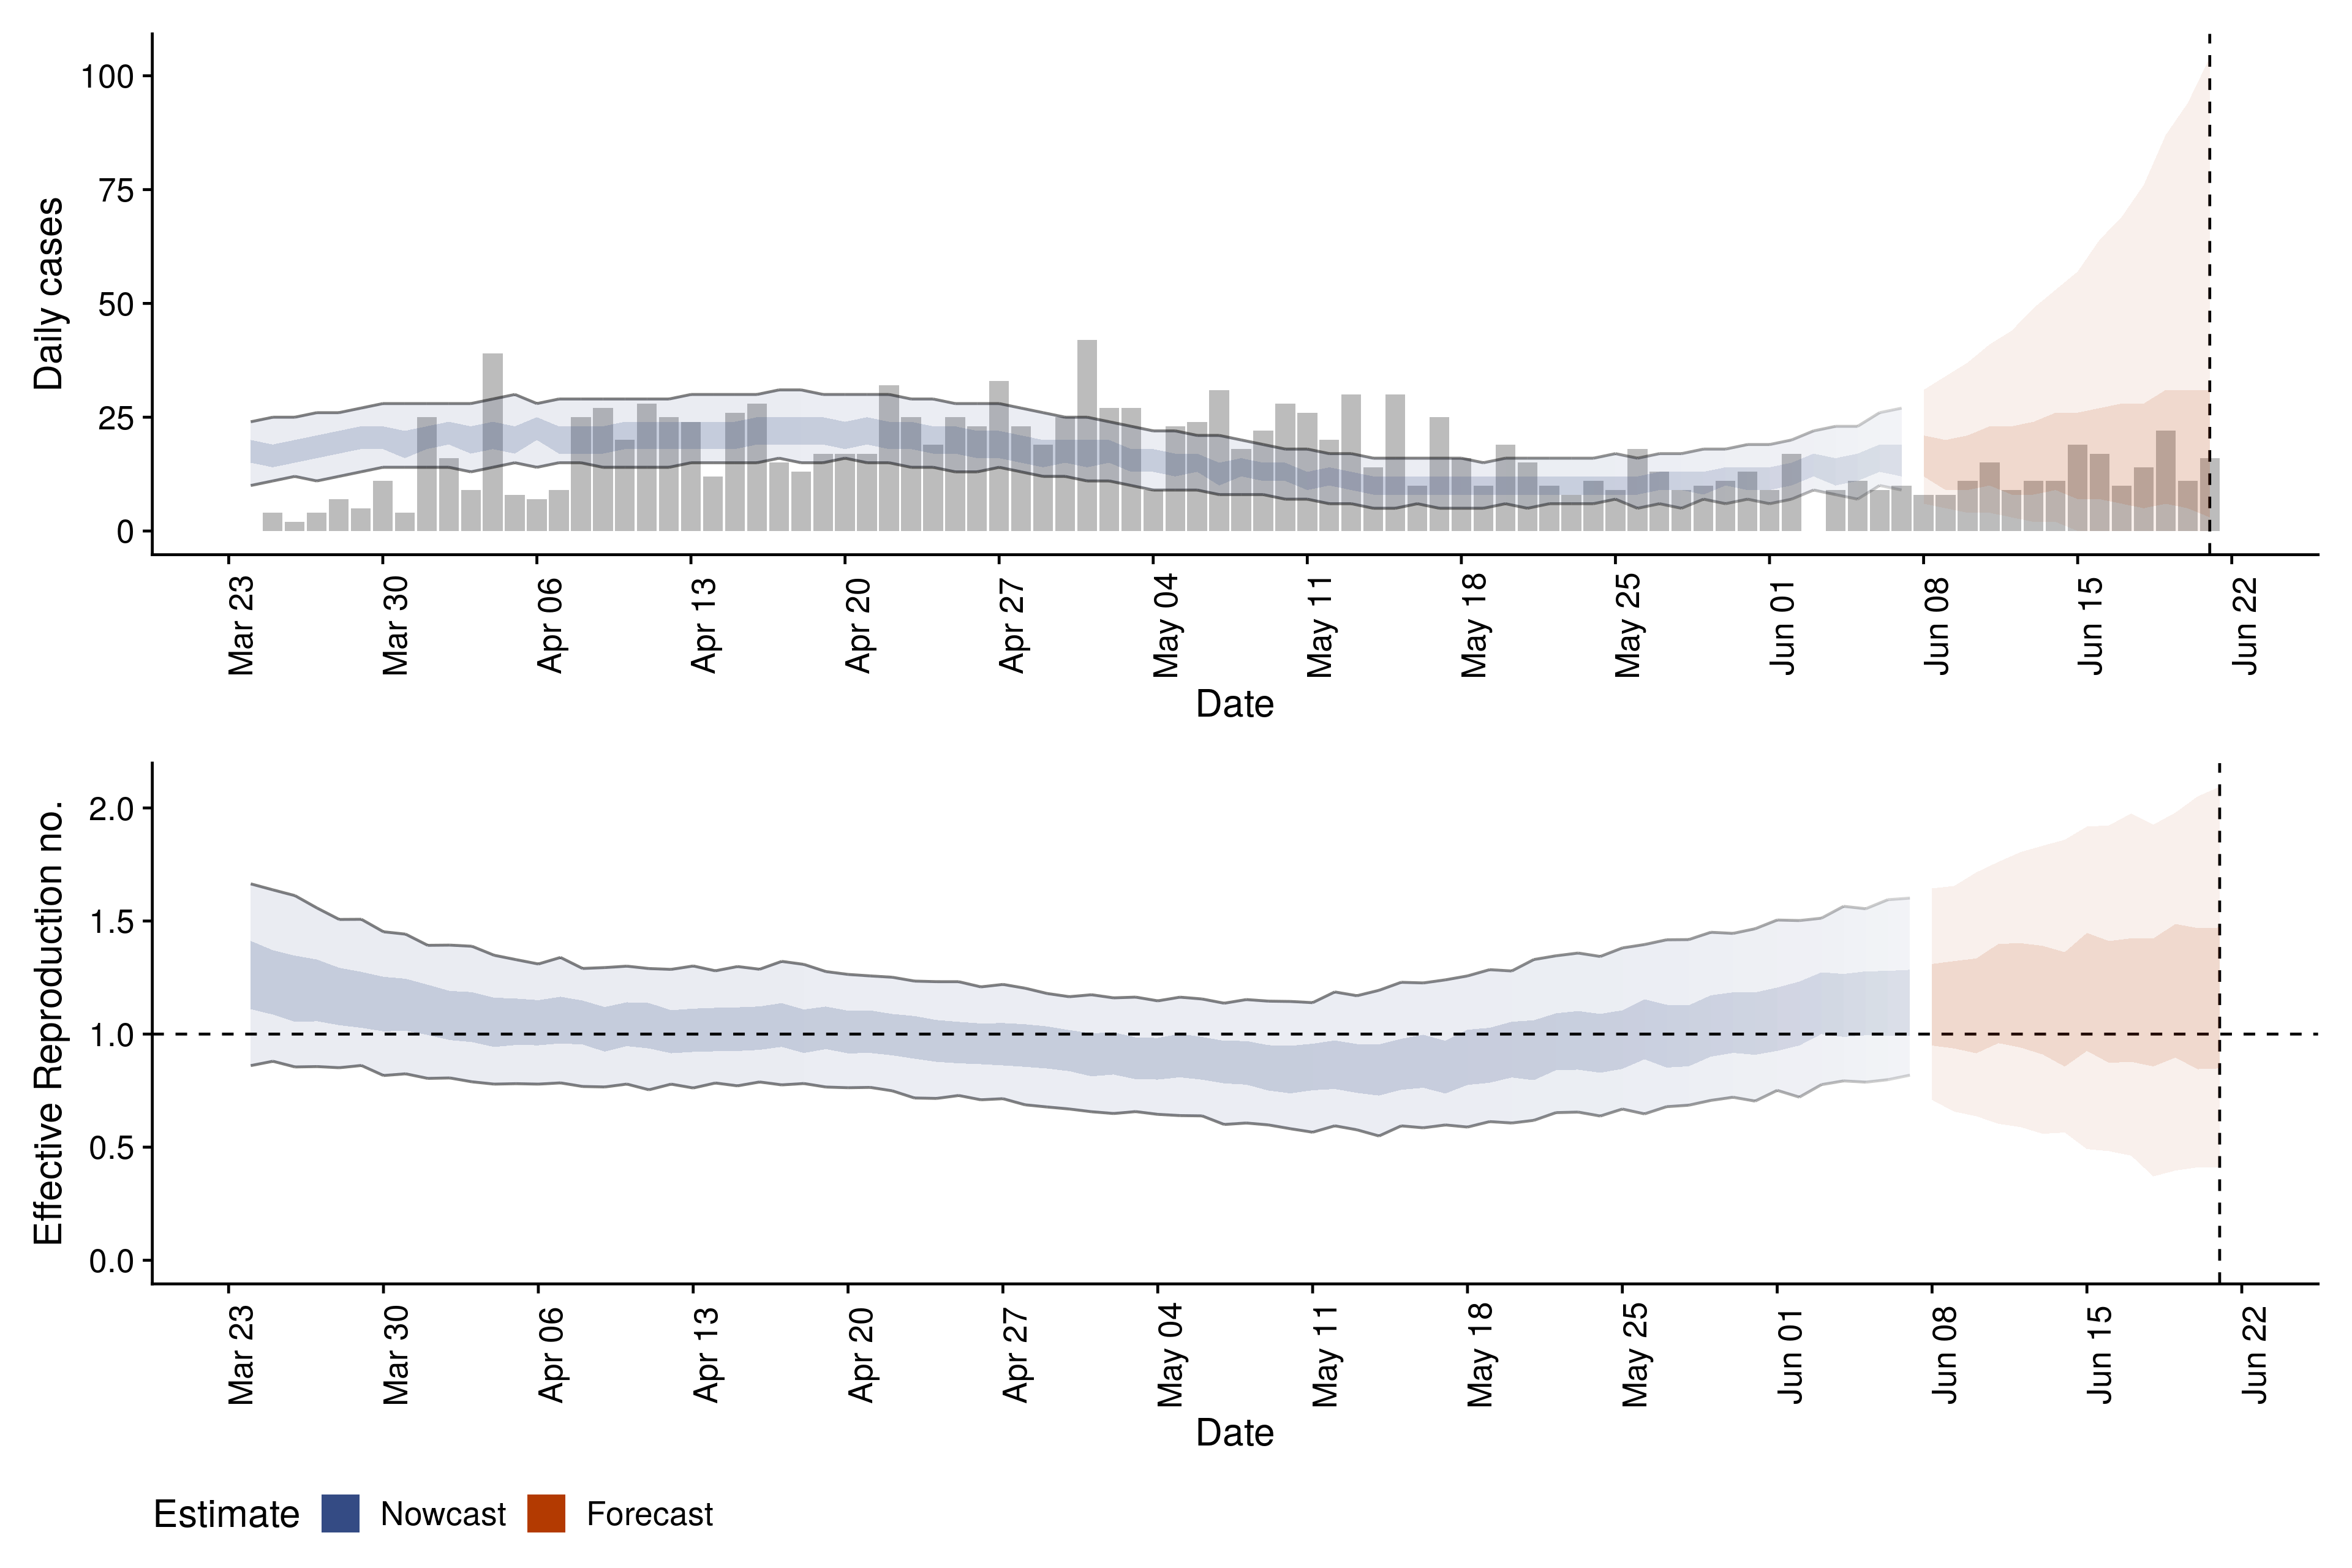 100
75
50
25
0
Daily cases
Mar 23
Mar 30
Apr 06
Apr 13
Apr 20
Apr 27
May 04
May 11
May 18
May 25
Jun 01
Jun 08
Jun 15
Jun 22
Date
2.0
1.5
1.0
0.5
0.0
Effective Reproduction no.
Mar 23
Mar 30
Apr 06
Apr 13
Apr 20
Apr 27
May 04
May 11
May 18
May 25
Jun 01
Jun 08
Jun 15
Jun 22
Date
Estimate Nowcast Forecast